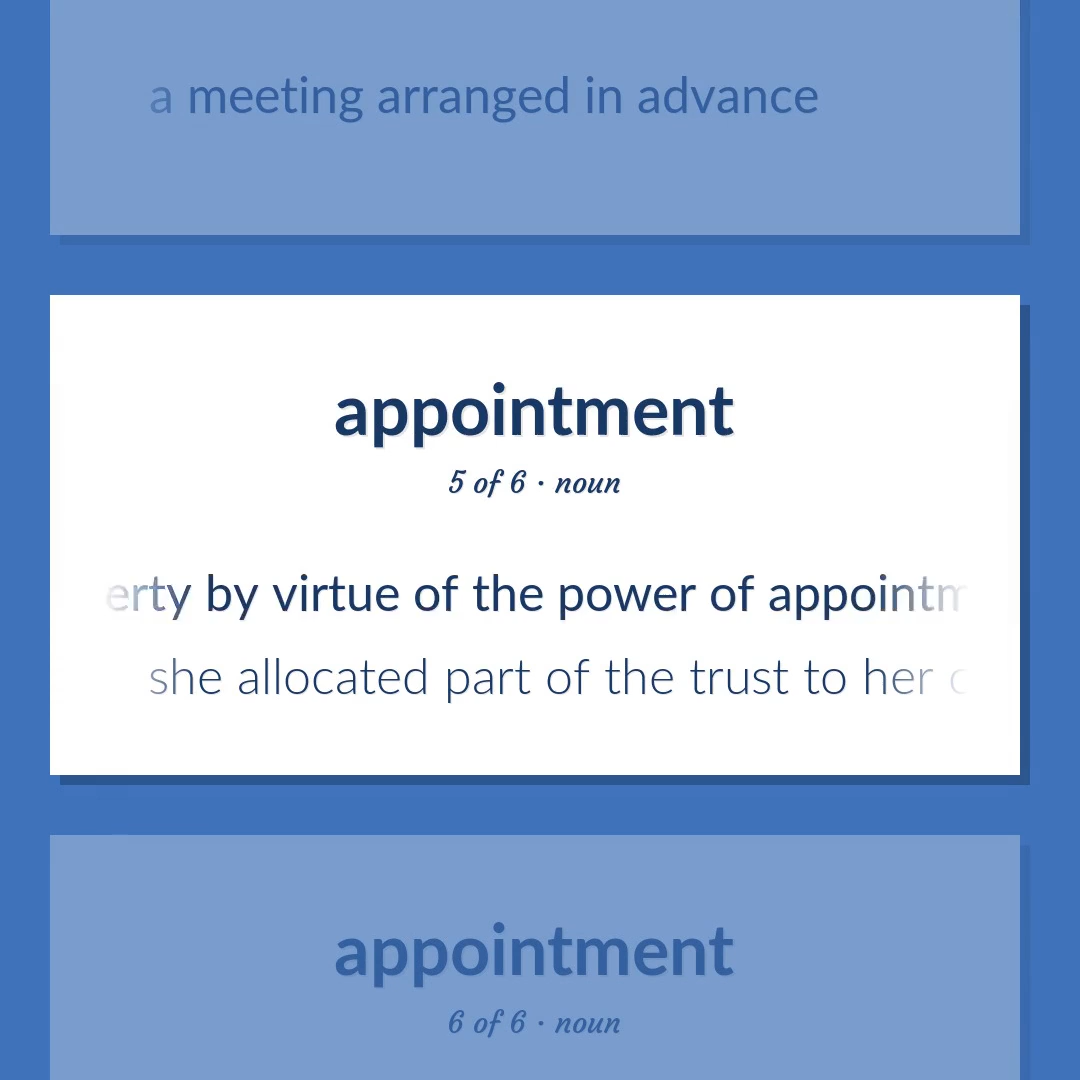 a meeting arranged in advance
appointment
5 of 6 · noun
erty by virtue of the power of appointm
she allocated part of the trust to her c
appointment
6 of 6 · noun